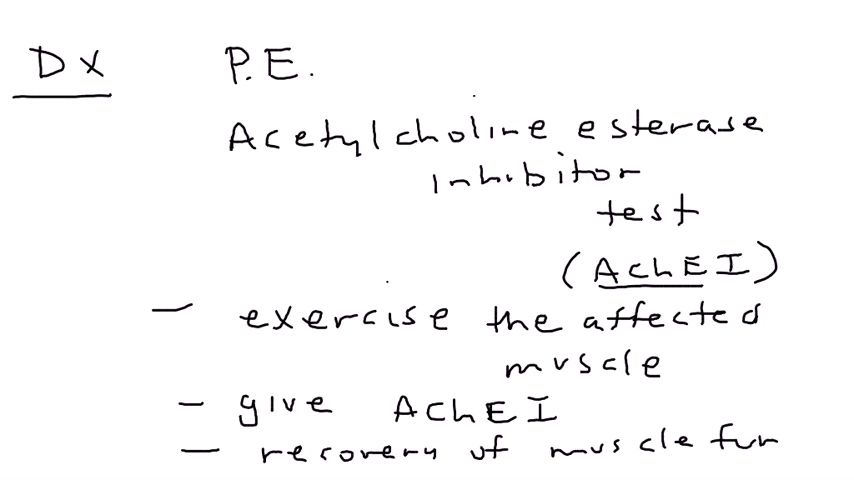 Dx P.E.
Acetylcholine esterase
inhibitor
test
(AchEI)
- exercise the affected
muscle
- give AChEI
- recovery of muscle fun